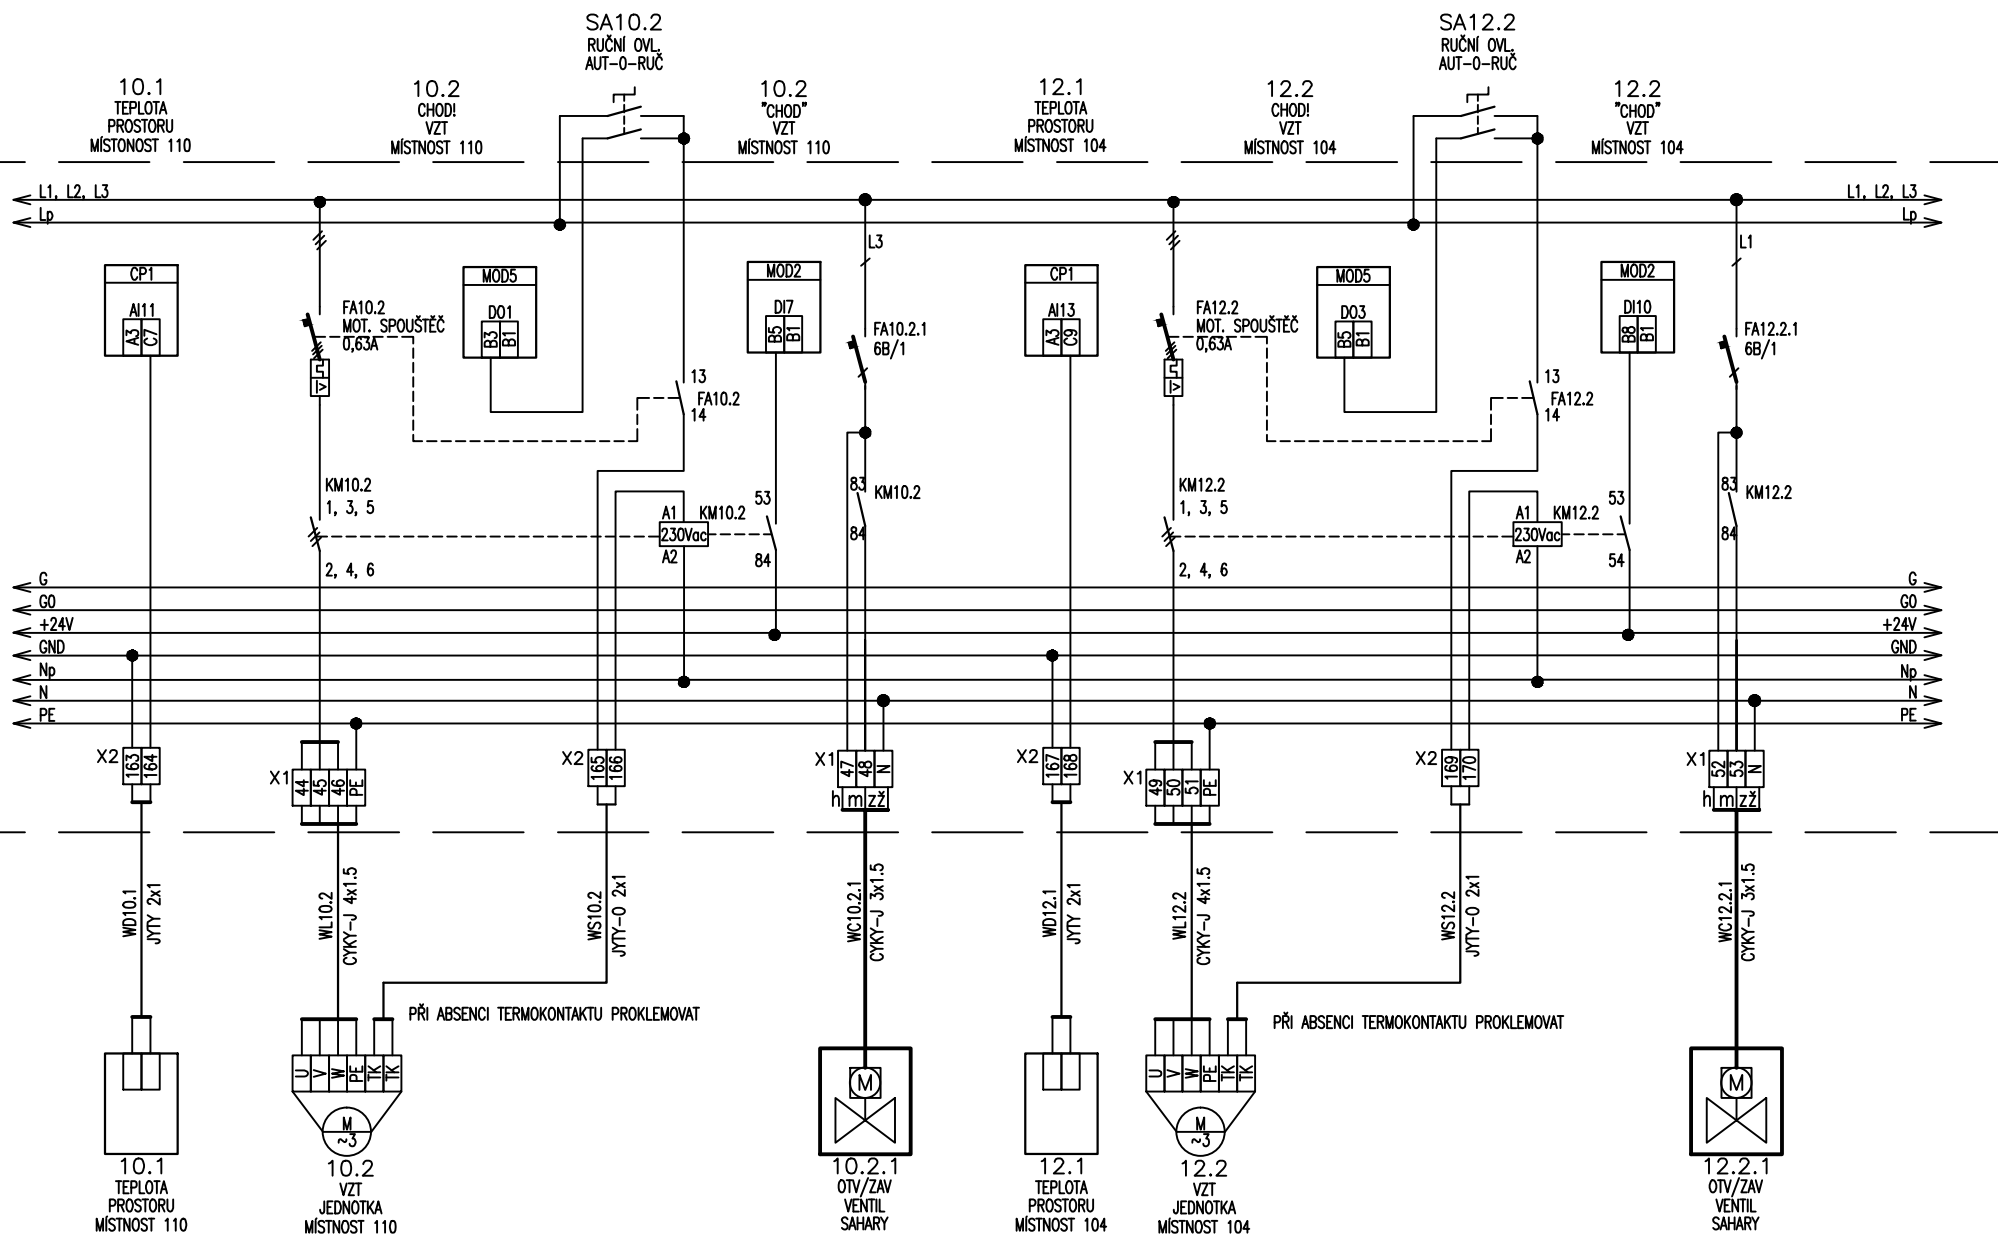 SA10.2
RUČNÍ OVL.
AUT-0-RUČ
SA12.2
RUČNÍ OVL.
AUT-0-RUČ
10.1
TEPLOTA
PROSTORU
MÍSTONOST 110
10.2
CHOD!
VZT
MÍSTNOST 110
10.2
"CHOD"
VZT
MÍSTNOST 110
12.1
TEPLOTA
PROSTORU
MÍSTNOST 104
12.2
CHOD!
VZT
MÍSTNOST 104
12.2
"CHOD"
VZT
MÍSTNOST 104
L1, L2, L3
L1, L2, L3
Lp
Lp
L3
L1
CP1
AI11
A3
C7
FA10.2
MOT. SPOUŠTĚČ
0,63A
MOD5
DO1
B3
B1
MOD2
DI7
B5
B1
FA10.2.1
6B/1
CP1
AI13
A3
C9
FA12.2
MOT. SPOUŠTĚČ
0,63A
MOD5
DO3
B5
B1
MOD2
DI10
B8
B1
FA12.2.1
6B/1
13
FA10.2
14
13
FA12.2
14
KM10.2
1, 3, 5
2, 4, 6
A1
230Vac
A2
KM10.2
53
84
83
KM10.2
84
KM12.2
1, 3, 5
2, 4, 6
A1
230Vac
A2
KM12.2
53
54
83
KM12.2
84
G
G
G0
G0
+24V
+24V
GND
GND
Np
Np
N
N
PE
PE
X2
163
164
X1
44
45
46
PE
X2
165
166
X1
47
48
N
h
m
zž
X2
167
168
X1
49
50
51
PE
X2
169
170
X1
52
53
N
h
m
zž
WD10.1
JYTY 2x1
WL10.2
CYKY-J 4x1.5
WS10.2
JYTY-O 2x1
WC10.2.1
CYKY-J 3x1.5
WD12.1
JYTY 2x1
WL12.2
CYKY-J 4x1.5
WS12.2
JYTY-O 2x1
WC12.2.1
CYKY-J 3x1.5
PŘI ABSENCI TERMOKONTAKTU PROKLEMOVAT
PŘI ABSENCI TERMOKONTAKTU PROKLEMOVAT
U
V
W
PE
TK
TK
M
~3
M
U
V
W
PE
TK
TK
M
~3
M
10.1
TEPLOTA
PROSTORU
MÍSTNOST 110
10.2
VZT
JEDNOTKA
MÍSTNOST 110
10.2.1
OTV/ZAV
VENTIL
SAHARY
12.1
TEPLOTA
PROSTORU
MÍSTNOST 104
12.2
VZT
JEDNOTKA
MÍSTNOST 104
12.2.1
OTV/ZAV
VENTIL
SAHARY